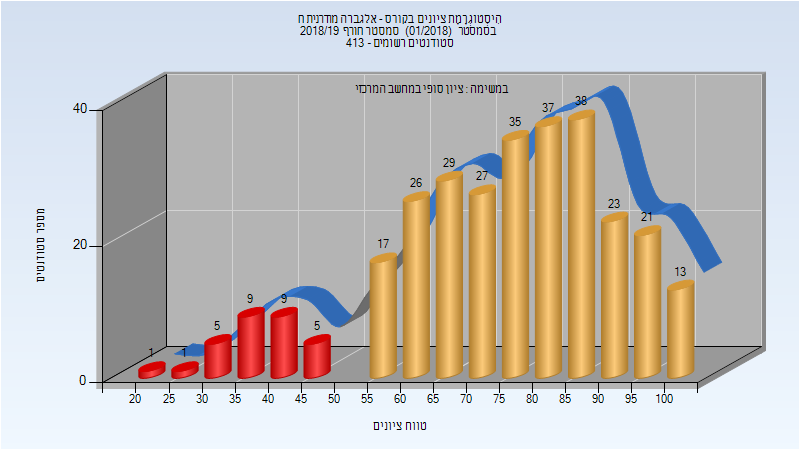 היסטוגרמת ציונים בקורס - אלגברה מודרנית ח
בסמסטר (01/2018) סמסטר חורף 2018/19
סטודנטים רשומים - 413
במשימה : ציון סופי במחשב המרכזי
מספר סטודנטים
40
20
0
1
1
5
9
9
5
17
26
29
27
35
37
38
23
21
13
20 25 30 35 40 45 50 55 60 65 70 75 80 85 90 95 100
טווח ציונים